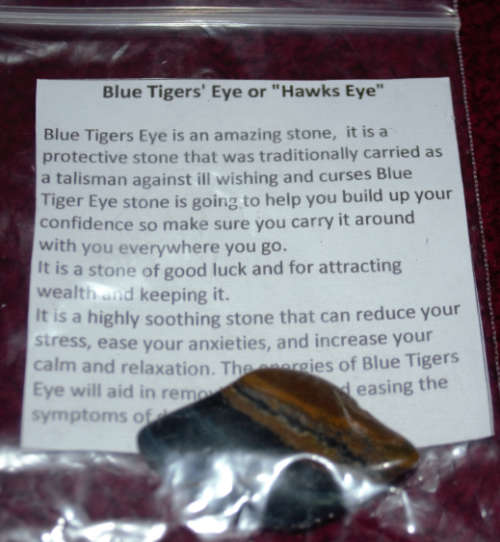 Blue Tigers' Eye or "Hawks Eye"
Blue Tigers Eye is an amazing stone, it is a
protective stone that was traditionally carried as
a talisman against ill wishing and curses Blue
Tiger Eye stone is going to help you build up your
confidence so make sure you carry it around
with you everywhere you go.
It is a stone of good luck and for attracting
wealth and keeping it.
It is a highly soothing stone that can reduce your
stress, ease your anxieties, and increase your
calm and relaxation. The energies of Blue Tigers
Eye will aid in easing the
symptoms of